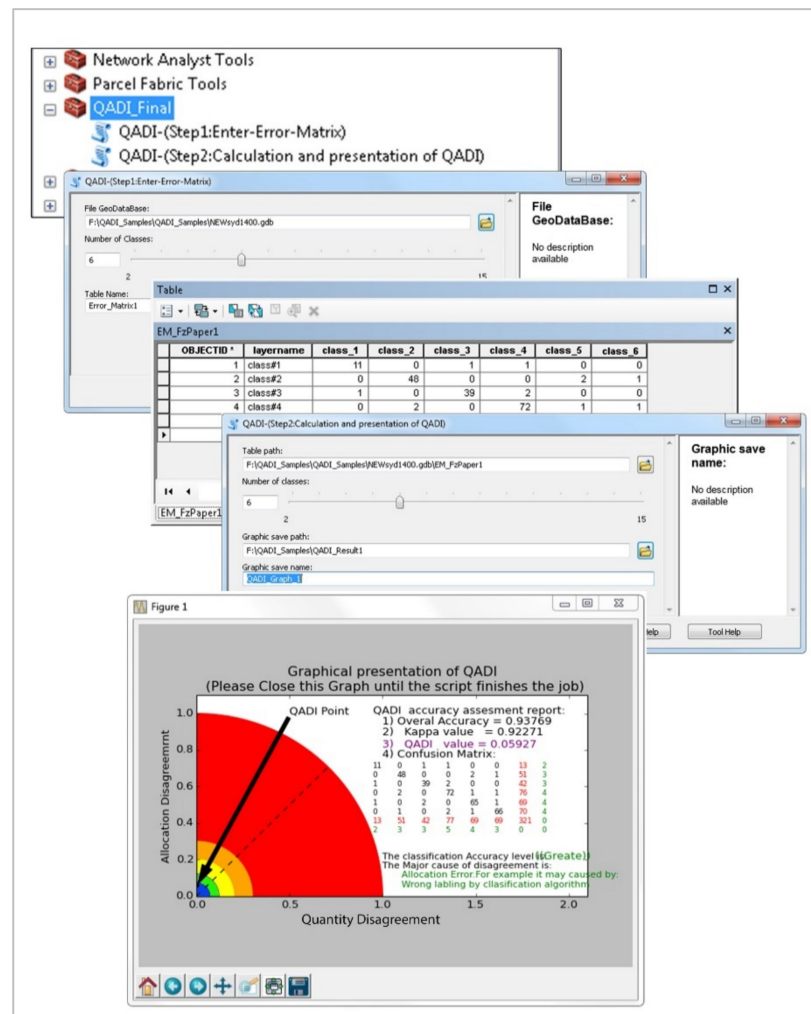 Network Analyst Tools
Parcel Fabric Tools
QADI_Final
QADI-(Step1:Enter-Error-Matrix)
QADI-(Step2:Calculation and presentation of QADI)
QADI-(Step1:Enter-Error-Matrix)
File GeoDataBase:
F:\QADI_Samples\QADI_Samples\NEWsyd1400.gdb
Number of Classes:
6
2
15
Table Name:
Error_Matrix1
File
GeoDataBase:
No description
available
Table
EM_FzPaper1
OBJECTID * layername class_1 class_2 class_3 class_4 class_5 class_6
1 class#1 11 0 1 1 0 0
2 class#2 0 48 0 0 2 1
3 class#3 1 0 39 2 0 0
4 class#4 0 2 0 72 1 1
EM_FzPaper1
QADI-(Step2:Calculation and presentation of QADI)
Table path:
F:\QADI_Samples\QADI_Samples\NEWsyd1400.gdb\EM_FzPaper1
Number of classes:
6
2
15
Graphic save path:
F:\QADI_Samples\QADI_Result1
Graphic save name:
QADI_Graph_1
Graphic save
name:
No description
available
Help
Tool Help
Figure 1
Graphical presentation of QADI
(Please Close this Graph until the script finishes the job)
QADI Point
QADI accuracy assesment report:
1) Overal Accuracy = 0.93769
2) Kappa value = 0.92271
3) QADI value = 0.05927
4) Confusion Matrix:
11 0 1 1 0 0 13 2
0 48 0 0 2 1 51 3
1 0 39 2 0 0 42 3
0 2 0 72 1 1 76 4
1 0 2 0 65 1 69 4
0 1 0 2 1 66 70 4
13 51 42 77 69 69 321 0
2 3 3 5 4 3 0 0
The classification Accuracy level is:((Greate))
The Major cause of disagreement is:
Allocation Error.For example it may caused by:
Wrong labling by cllasification algorithm
Allocation Disagreememrt
1.0
0.8
0.6
0.4
0.2
0.0
0.0 0.5 1.0 1.5 2.0
Quantity Disagreement